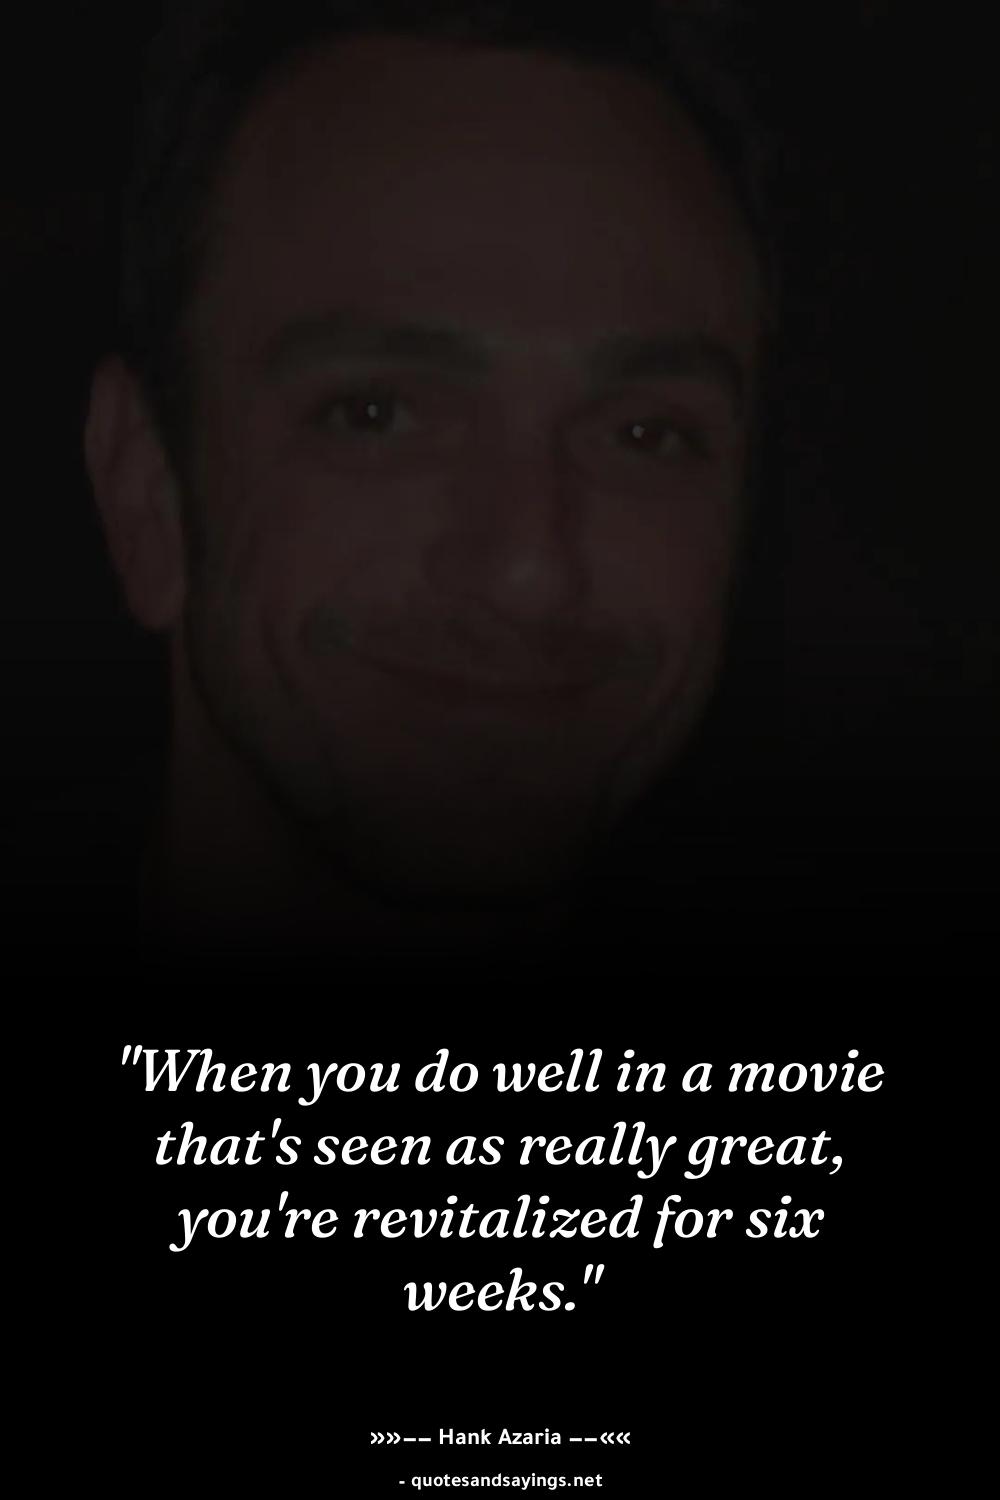 "When you do well in a movie
that's seen as really great,
you're revitalized for six
weeks."
»»−− Hank Azaria −−««
- quotesandsayings.net